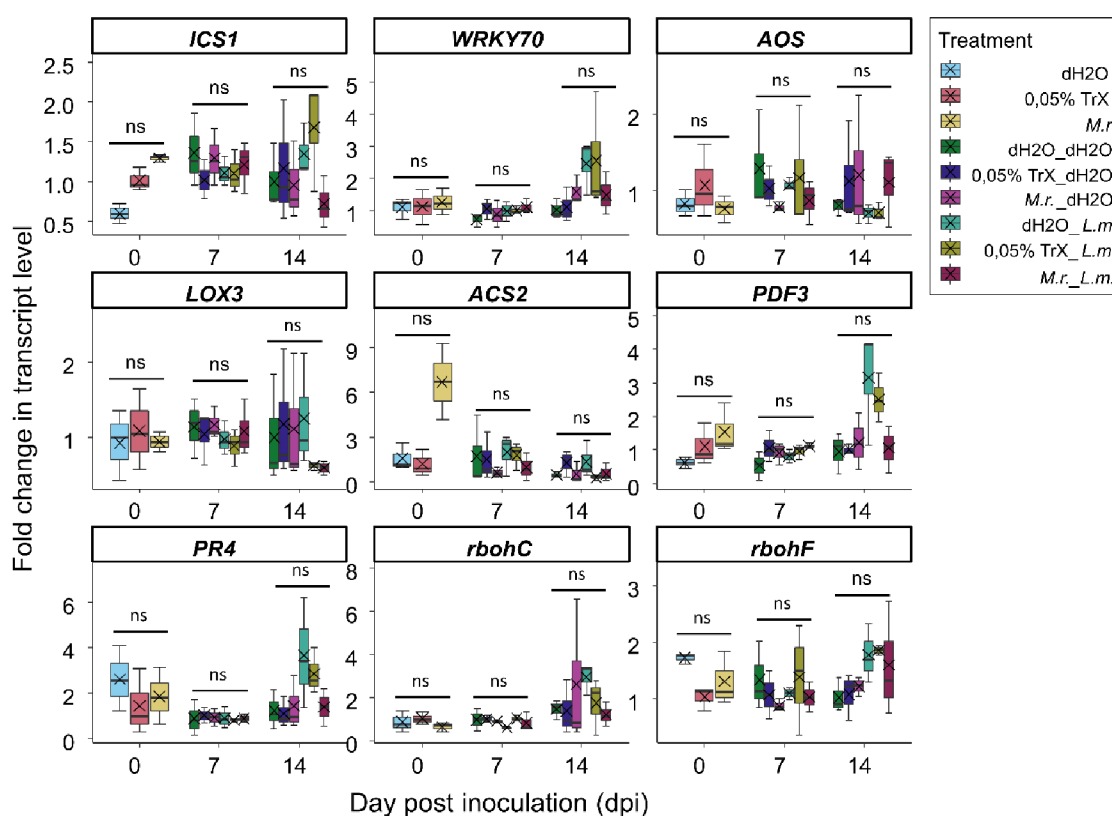 ICS1 WRKY70 AOS
2.5 2.0 1.5 1.0 0.5
ns ns ns
0 7 14
5 4 3 2 1 0
ns ns ns
0 7 14
2 1
ns ns ns
0 7 14
LOX3 ACS2 PDF3
2 1
ns ns ns
0 7 14
9 6 3 0
ns ns ns
0 7 14
5 4 3 2 1 0
ns ns ns
0 7 14
PR4 rbohC rbohF
6 4 2 0
ns ns ns
0 7 14
8 6 4 2 0
ns ns ns
0 7 14
3 2 1
ns ns ns
0 7 14
Fold change in transcript level
Day post inoculation (dpi)
Treatment
dH2O
0,05% TrX
M.r
dH2O_dH2O
0,05% TrX_dH2O
M.r._dH2O
dH2O_L.m
0,05% TrX_L.m
M.r._L.m.